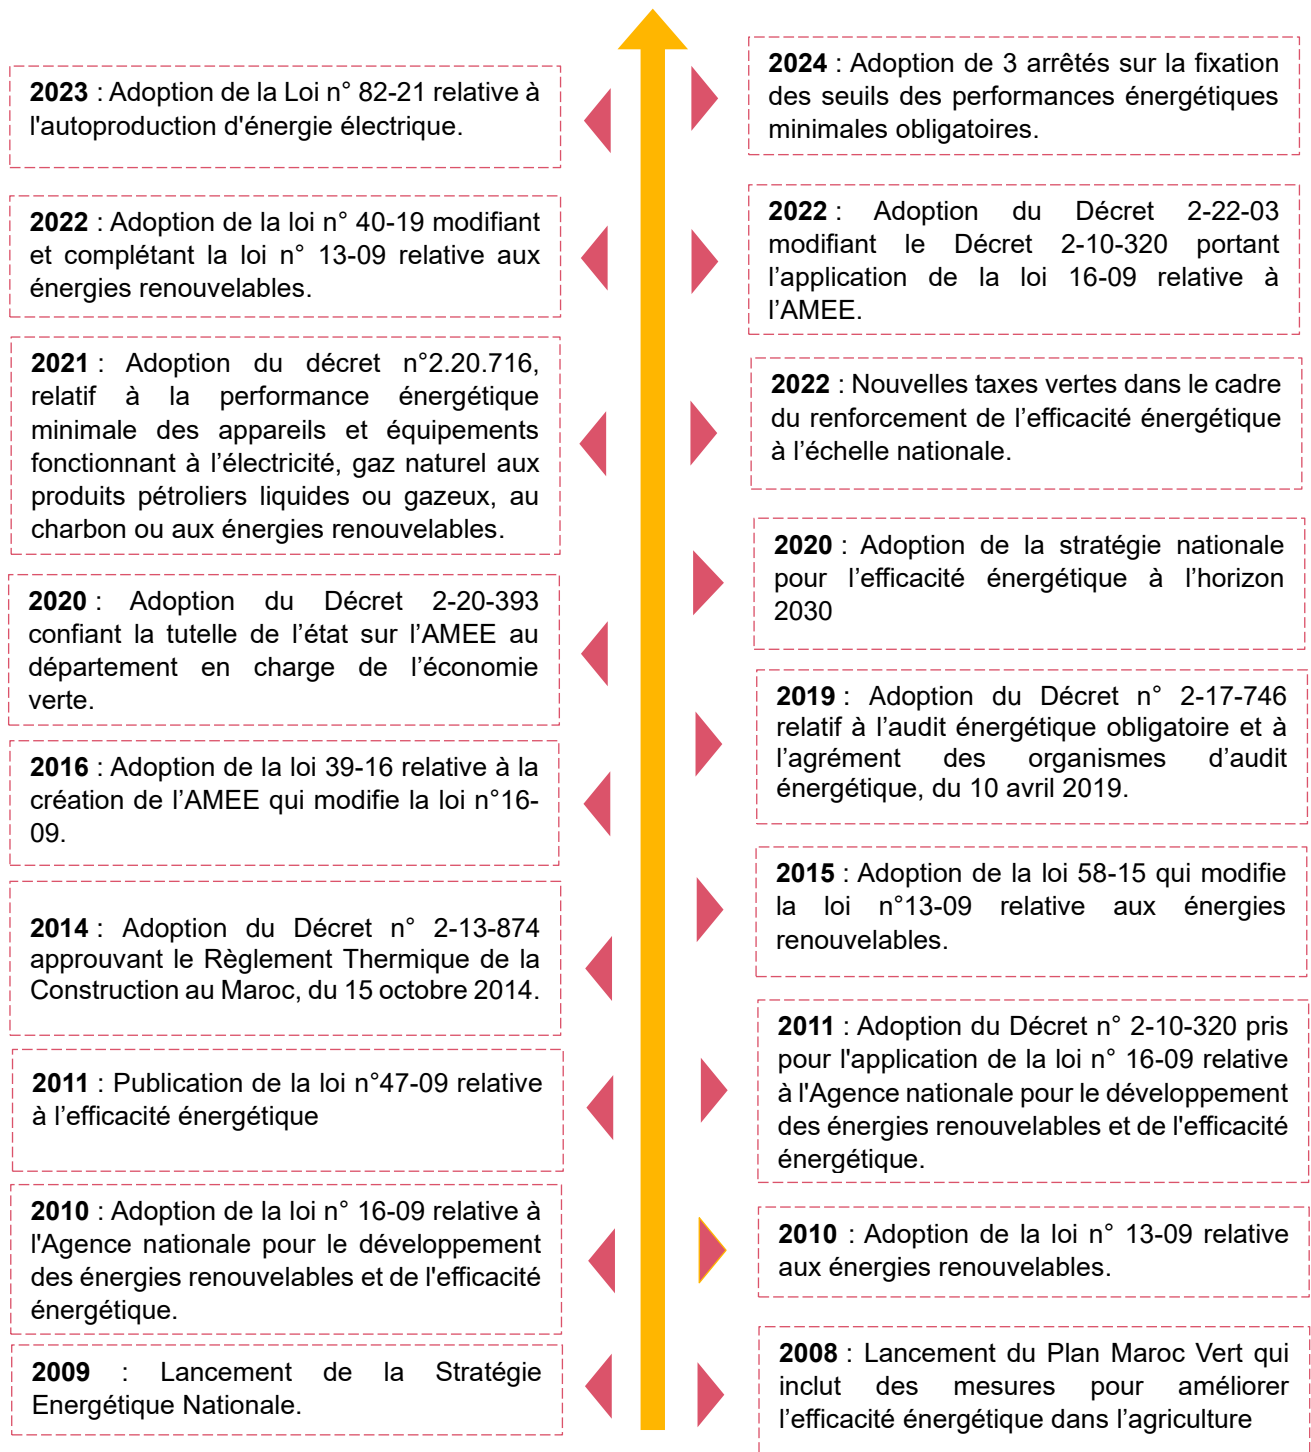 2023 : Adoption de la Loi n° 82-21 relative à
l'autoproduction d'énergie électrique.
2022 : Adoption de la loi n° 40-19 modifiant
et complétant la loi n° 13-09 relative aux
énergies renouvelables.
2021 : Adoption du décret n°2.20.716,
relatif à la performance énergétique
minimale des appareils et équipements
fonctionnant à l’électricité, gaz naturel aux
produits pétroliers liquides ou gazeux, au
charbon ou aux énergies renouvelables.
2020 : Adoption du Décret 2-20-393
confiant la tutelle de l’état sur l’AMEE au
département en charge de l’économie
verte.
2016 : Adoption de la loi 39-16 relative à la
création de l’AMEE qui modifie la loi n°16-
09.
2014 : Adoption du Décret n° 2-13-874
approuvant le Règlement Thermique de la
Construction au Maroc, du 15 octobre 2014.
2011 : Publication de la loi n°47-09 relative
à l’efficacité énergétique
2010 : Adoption de la loi n° 16-09 relative à
l'Agence nationale pour le développement
des énergies renouvelables et de l'efficacité
énergétique.
2009 : Lancement de la Stratégie
Energétique Nationale.
2024 : Adoption de 3 arrêtés sur la fixation
des seuils des performances énergétiques
minimales obligatoires.
2022 : Adoption du Décret 2-22-03
modifiant le Décret 2-10-320 portant
l’application de la loi 16-09 relative à
l’AMEE.
2022 : Nouvelles taxes vertes dans le cadre
du renforcement de l’efficacité énergétique
à l’échelle nationale.
2020 : Adoption de la stratégie nationale
pour l’efficacité énergétique à l’horizon
2030
2019 : Adoption du Décret n° 2-17-746
relatif à l’audit énergétique obligatoire et à
l’agrément des organismes d’audit
énergétique, du 10 avril 2019.
2015 : Adoption de la loi 58-15 qui modifie
la loi n°13-09 relative aux énergies
renouvelables.
2011 : Adoption du Décret n° 2-10-320 pris
pour l'application de la loi n° 16-09 relative
à l'Agence nationale pour le développement
des énergies renouvelables et de l'efficacité
énergétique.
2010 : Adoption de la loi n° 13-09 relative
aux énergies renouvelables.
2008 : Lancement du Plan Maroc Vert qui
inclut des mesures pour améliorer
l’efficacité énergétique dans l’agriculture